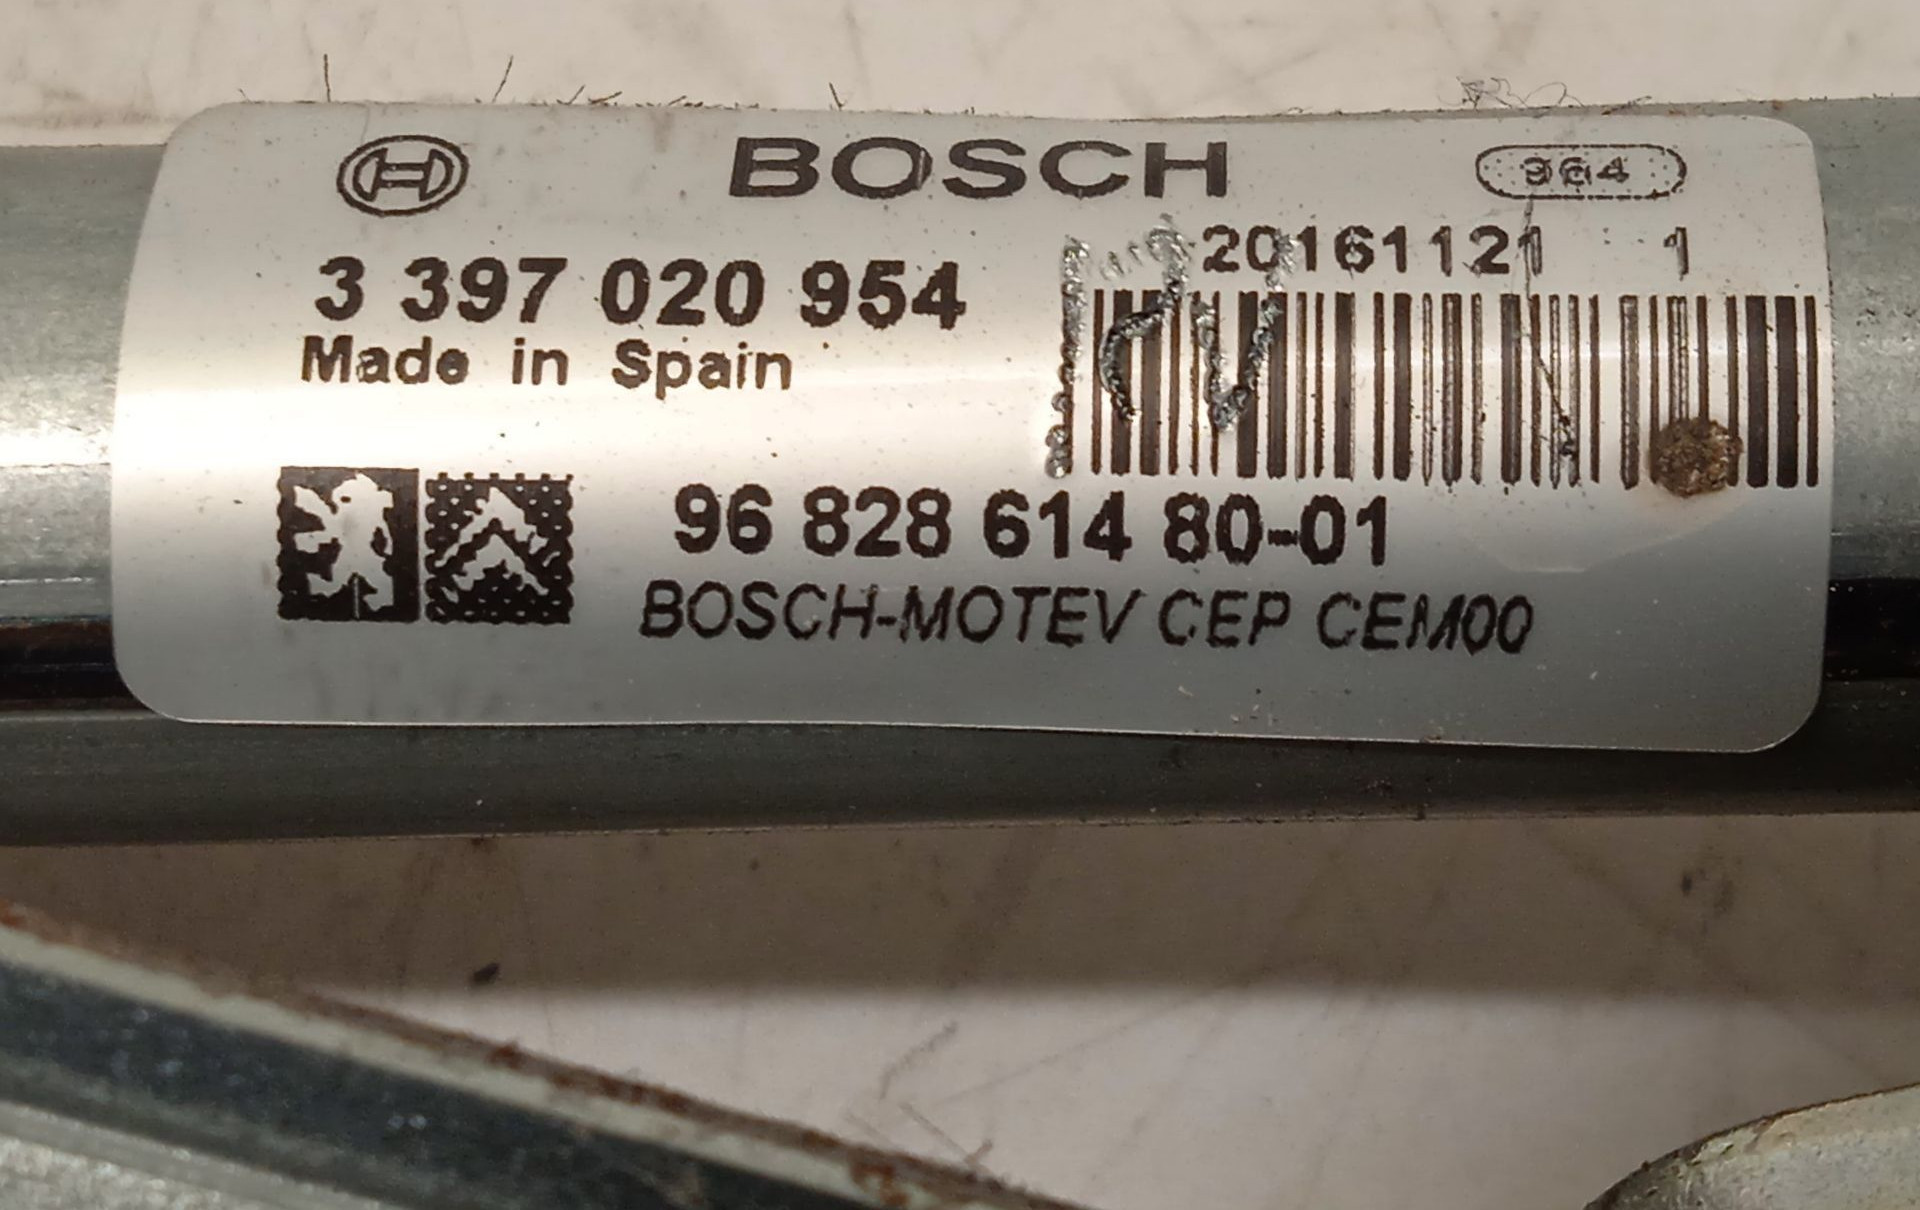 BOSCH
364
20161121 1
3 397 020 954
Made in Spain
96 828 614 80-01
BOSCH-MOTEV CEP CEM00